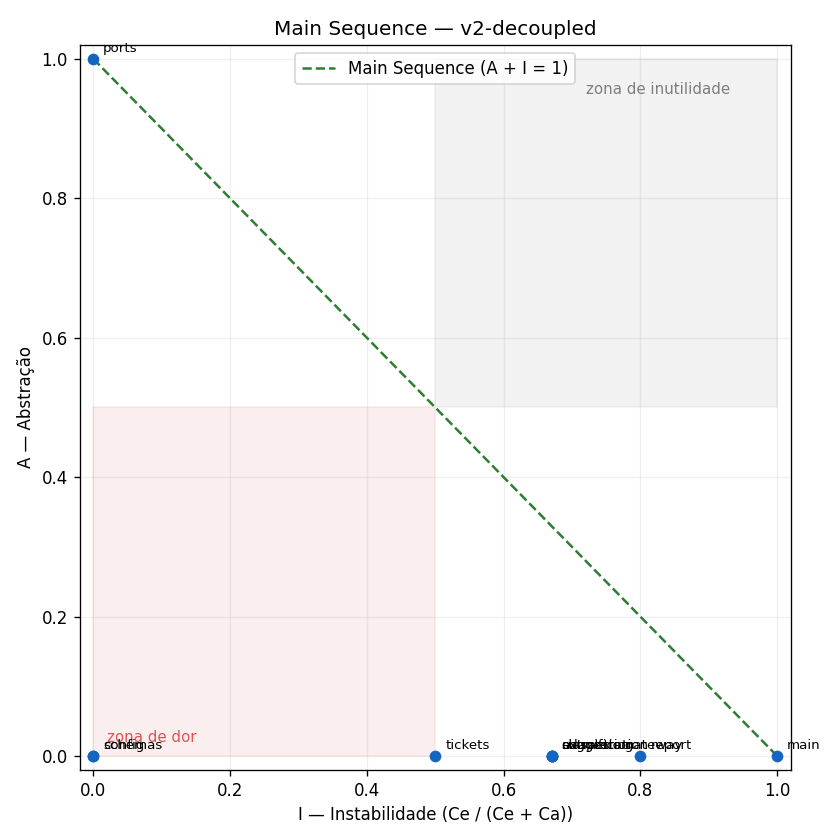 Main Sequence — v2-decoupled
ports
Main Sequence (A + I = 1)
zona de inutilidade
1.0
0.8
0.6
0.4
0.2
0.0
A — Abstração
zona de dor
schemas
tickets
main
0.0
0.2
0.4
0.6
0.8
1.0
I — Instabilidade (Ce / (Ce + Ca))